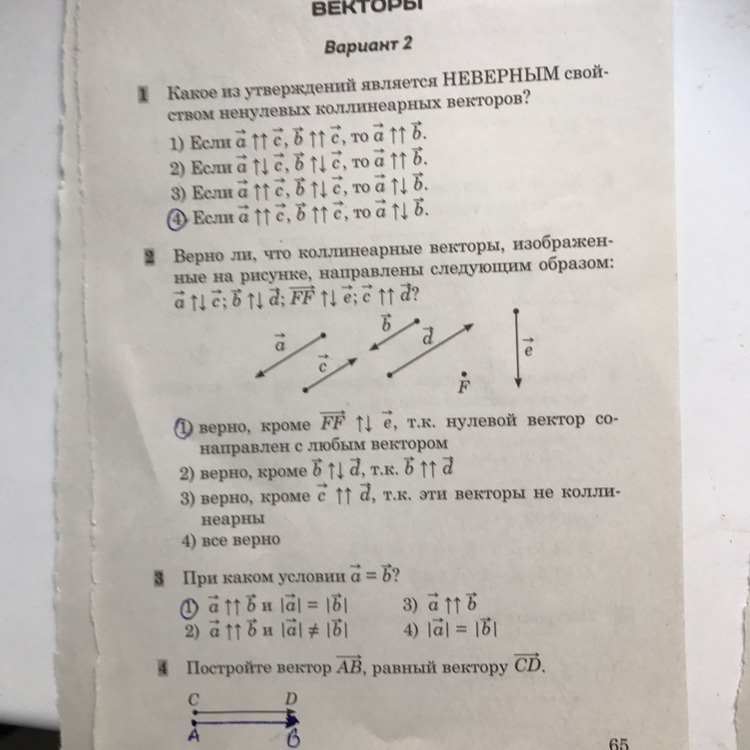 ВЕКТОРЫ
Вариант 2
1 Какое из утверждений является НЕВЕРНЫМ свой-
ством ненулевых коллинеарных векторов?
1) Если a⃗ ↑↑ c⃗, b⃗ ↑↑ c⃗, то a⃗ ↑↑ b⃗.
2) Если a⃗ ↑↓ c⃗, b⃗ ↑↓ c⃗, то a⃗ ↑↑ b⃗.
3) Если a⃗ ↑↑ c⃗, b⃗ ↑↓ c⃗, то a⃗ ↑↓ b⃗.
4) Если a⃗ ↑↑ c⃗, b⃗ ↑↑ c⃗, то a⃗ ↑↓ b⃗.
2 Верно ли, что коллинеарные векторы, изображен-
ные на рисунке, направлены следующим образом:
a⃗ ↑↓ c⃗; b⃗ ↑↓ d⃗; FF⃗ ↑↓ e⃗; c⃗ ↑↑ d⃗?
a⃗ c⃗ b⃗ d⃗ F e⃗
1) верно, кроме FF⃗ ↑↓ e⃗, т.к. нулевой вектор со-
направлен с любым вектором
2) верно, кроме b⃗ ↑↓ d⃗, т.к. b⃗ ↑↑ d⃗
3) верно, кроме c⃗ ↑↑ d⃗, т.к. эти векторы не колли-
неарны
4) все верно
3 При каком условии a⃗ = b⃗?
1) a⃗ ↑↑ b⃗ и |a⃗| = |b⃗| 3) a⃗ ↑↑ b⃗
2) a⃗ ↑↑ b⃗ и |a⃗| ≠ |b⃗| 4) |a⃗| = |b⃗|
4 Постройте вектор AB⃗, равный вектору CD⃗.
C D
A B
65